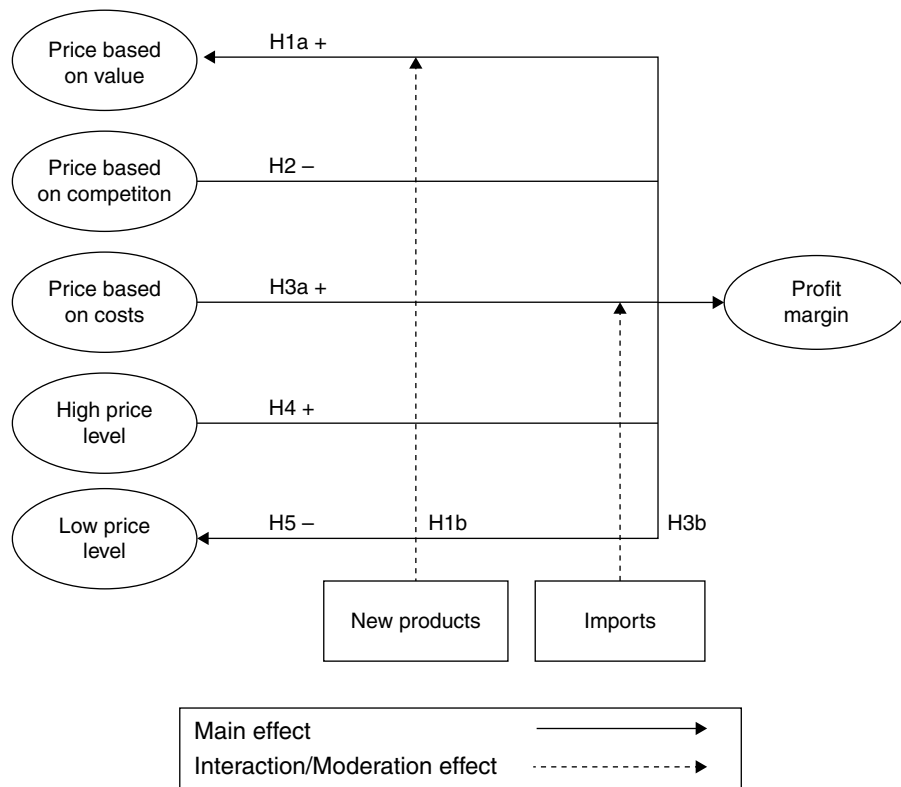 Price based
on value
H1a +
Price based
on competiton
H2 –
Price based
on costs
H3a +
Profit
margin
High price
level
H4 +
Low price
level
H5 –
H1b
H3b
New products
Imports
Main effect
Interaction/Moderation effect